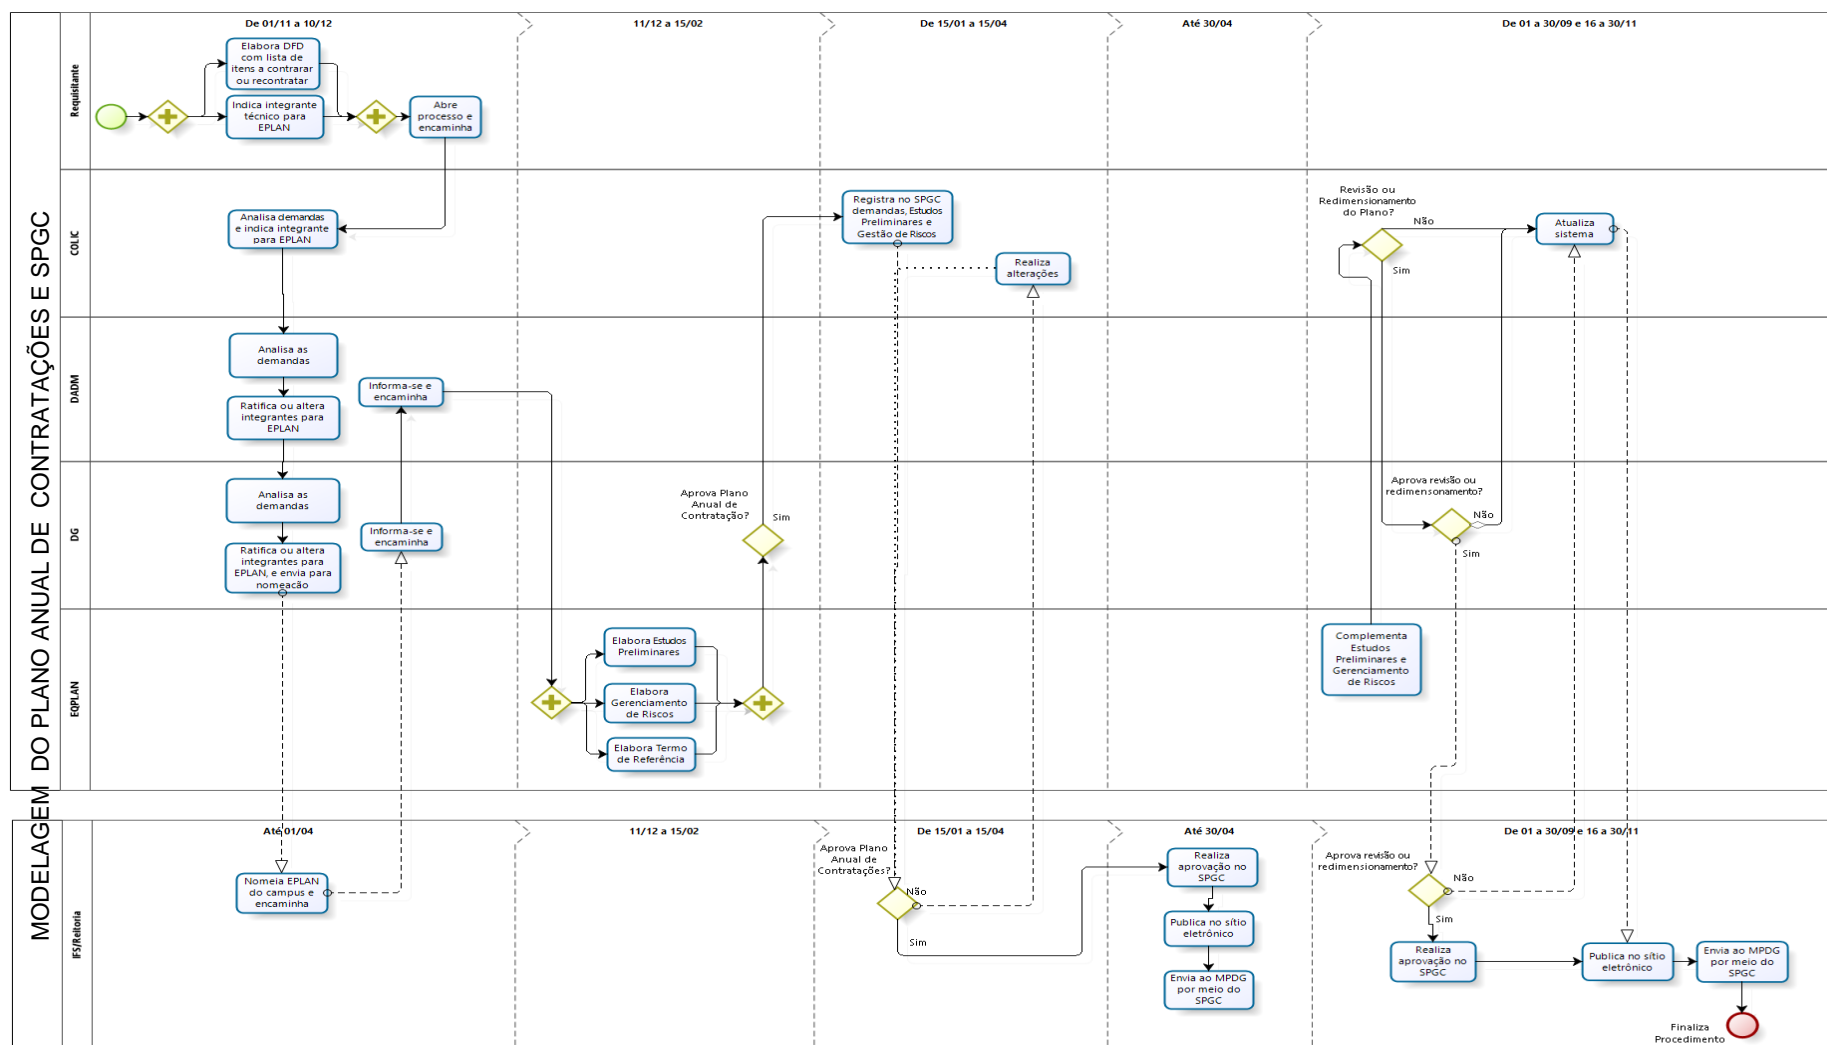 MODELAGEM DO PLANO ANUAL DE CONTRATAÇÕES E SPGC
De 01/11 a 10/12
11/12 a 15/02
De 15/01 a 15/04
Até 30/04
De 01 a 30/09 e 16 a 30/11
Requisitante
Elabora DFD
com lista de
itens a contrarar
ou recontratar
Indica integrante
técnico para
EPLAN
Abre
processo e
encaminha
COLIC
Analisa demandas
e indica integrante
para EPLAN
Registra no SPGC
demandas, Estudos
Preliminares e
Gestão de Riscos
Realiza
alterações
Revisão ou
Redimensionamento
do Plano?
Não
Sim
Atualiza
sistema
DADM
Analisa as
demandas
Ratifica ou altera
integrantes para
EPLAN
Informa-se e
encaminha
DG
Analisa as
demandas
Ratifica ou altera
integrantes para
EPLAN, e envia para
nomeacão
Informa-se e
encaminha
Aprova Plano
Anual de
Contratação?
Sim
Aprova revisão ou
redimensionamento?
Não
Sim
EQPLAN
Elabora Estudos
Preliminares
Elabora
Gerenciamento
de Riscos
Elabora Termo
de Referência
Complementa
Estudos
Preliminares e
Gerenciamento
de Riscos
Até 01/04
11/12 a 15/02
De 15/01 a 15/04
Até 30/04
De 01 a 30/09 e 16 a 30/11
IFS/Reitoria
Nomeia EPLAN
do campus e
encaminha
Aprova Plano
Anual de
Contratações?
Não
Sim
Realiza
aprovação no
SPGC
Publica no sítio
eletrônico
Envia ao MPDG
por meio do
SPGC
Aprova revisão ou
redimensionamento?
Não
Sim
Realiza
aprovação no
SPGC
Publica no sítio
eletrônico
Envia ao MPDG
por meio do
SPGC
Finaliza
Procedimento